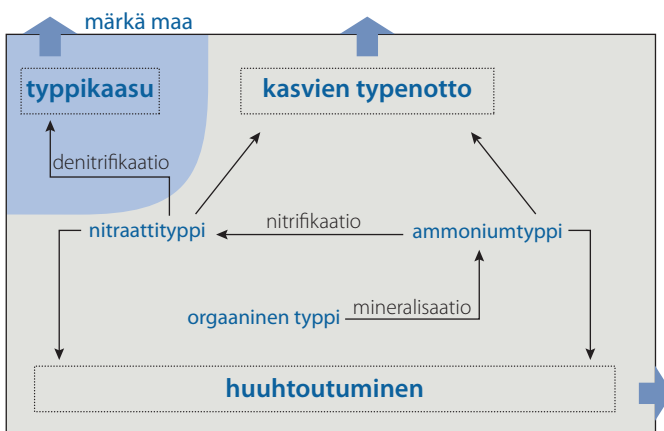 märkä maa
typpikaasu
kasvien typenotto
denitrifikaatio
nitraattityppi
nitrifikaatio
ammoniumtyppi
orgaaninen typpi
mineralisaatio
huuhtoutuminen